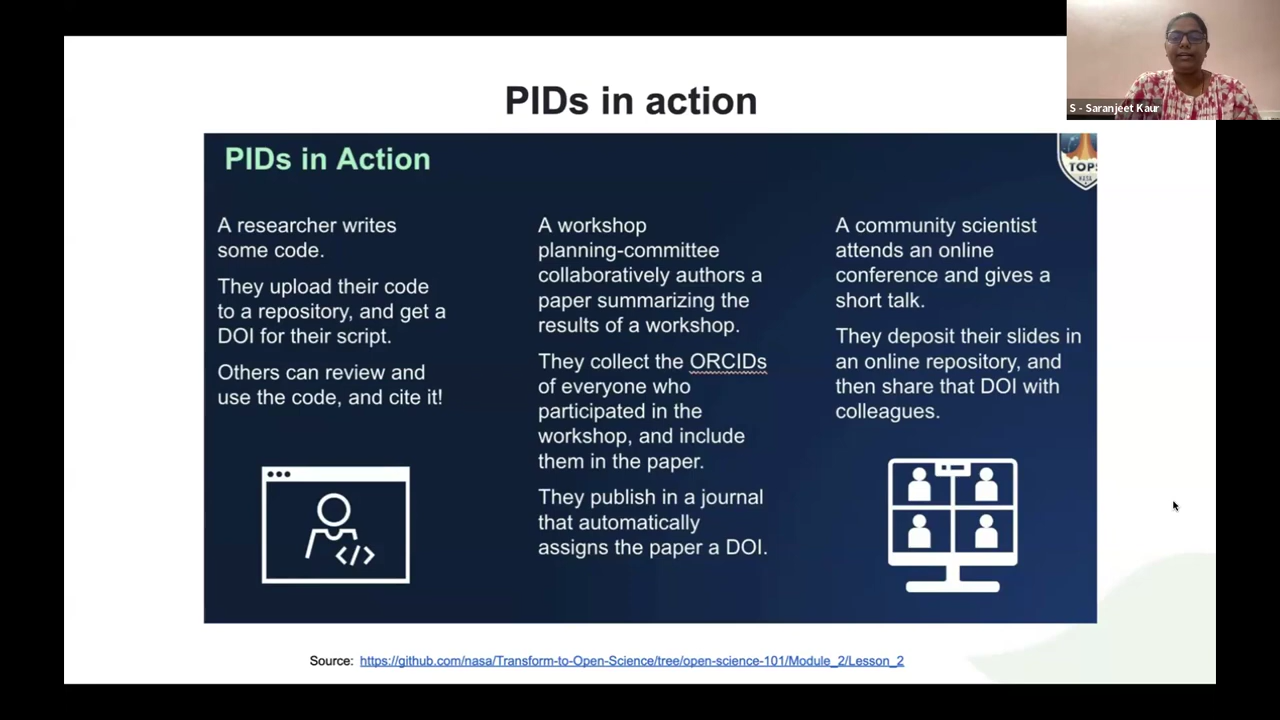 S - Saranjeet Kaur
PIDs in action
PIDs in Action
TOPS
NASA
A researcher writes
some code.
They upload their code
to a repository, and get a
DOI for their script.
Others can review and
use the code, and cite it!
</>
A workshop
planning-committee
collaboratively authors a
paper summarizing the
results of a workshop.
They collect the ORCIDs
of everyone who
participated in the
workshop, and include
them in the paper.
They publish in a journal
that automatically
assigns the paper a DOI.
A community scientist
attends an online
conference and gives a
short talk.
They deposit their slides in
an online repository, and
then share that DOI with
colleagues.
Source: https://github.com/nasa/Transform-to-Open-Science/tree/open-science-101/Module_2/Lesson_2